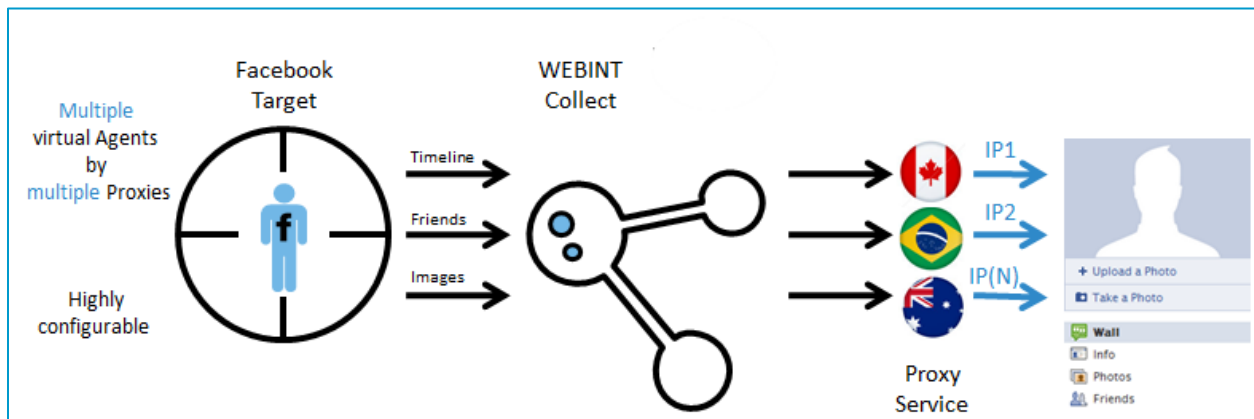 Multiple
virtual Agents
by
multiple Proxies
Highly
configurable
Facebook
Target
f
Timeline
Friends
Images
WEBINT
Collect
IP1
IP2
IP(N)
Proxy
Service
+ Upload a Photo
Take a Photo
Wall
Info
Photos
Friends